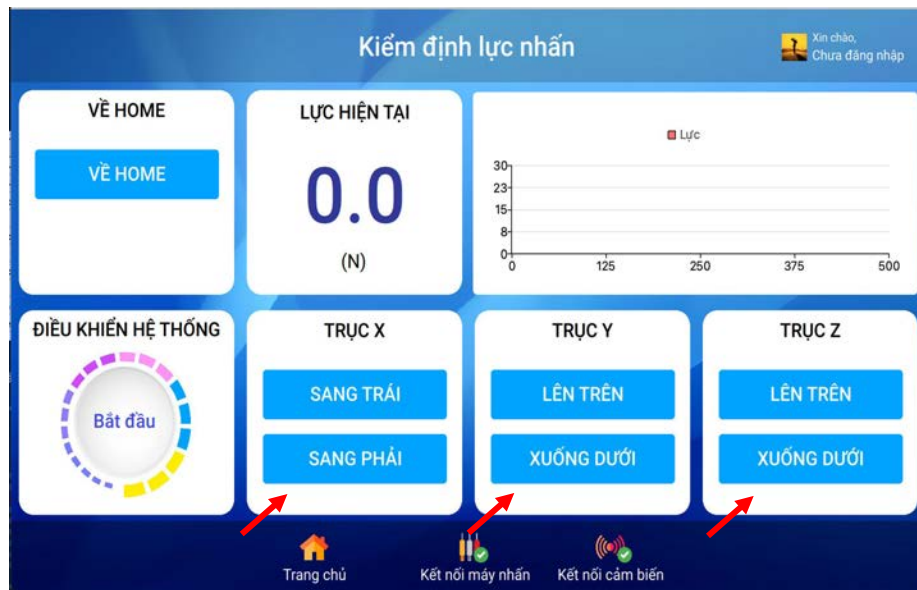 Kiểm định lực nhấn
Xin chào,
Chưa đăng nhập
VỀ HOME
VỀ HOME
LỰC HIỆN TẠI
0.0
(N)
Lực
30
23
15
8
0
0 125 250 375 500
ĐIỀU KHIỂN HỆ THỐNG
Bắt đầu
TRỤC X
SANG TRÁI
SANG PHẢI
TRỤC Y
LÊN TRÊN
XUỐNG DƯỚI
TRỤC Z
LÊN TRÊN
XUỐNG DƯỚI
Trang chủ
Kết nối máy nhấn
Kết nối cảm biến